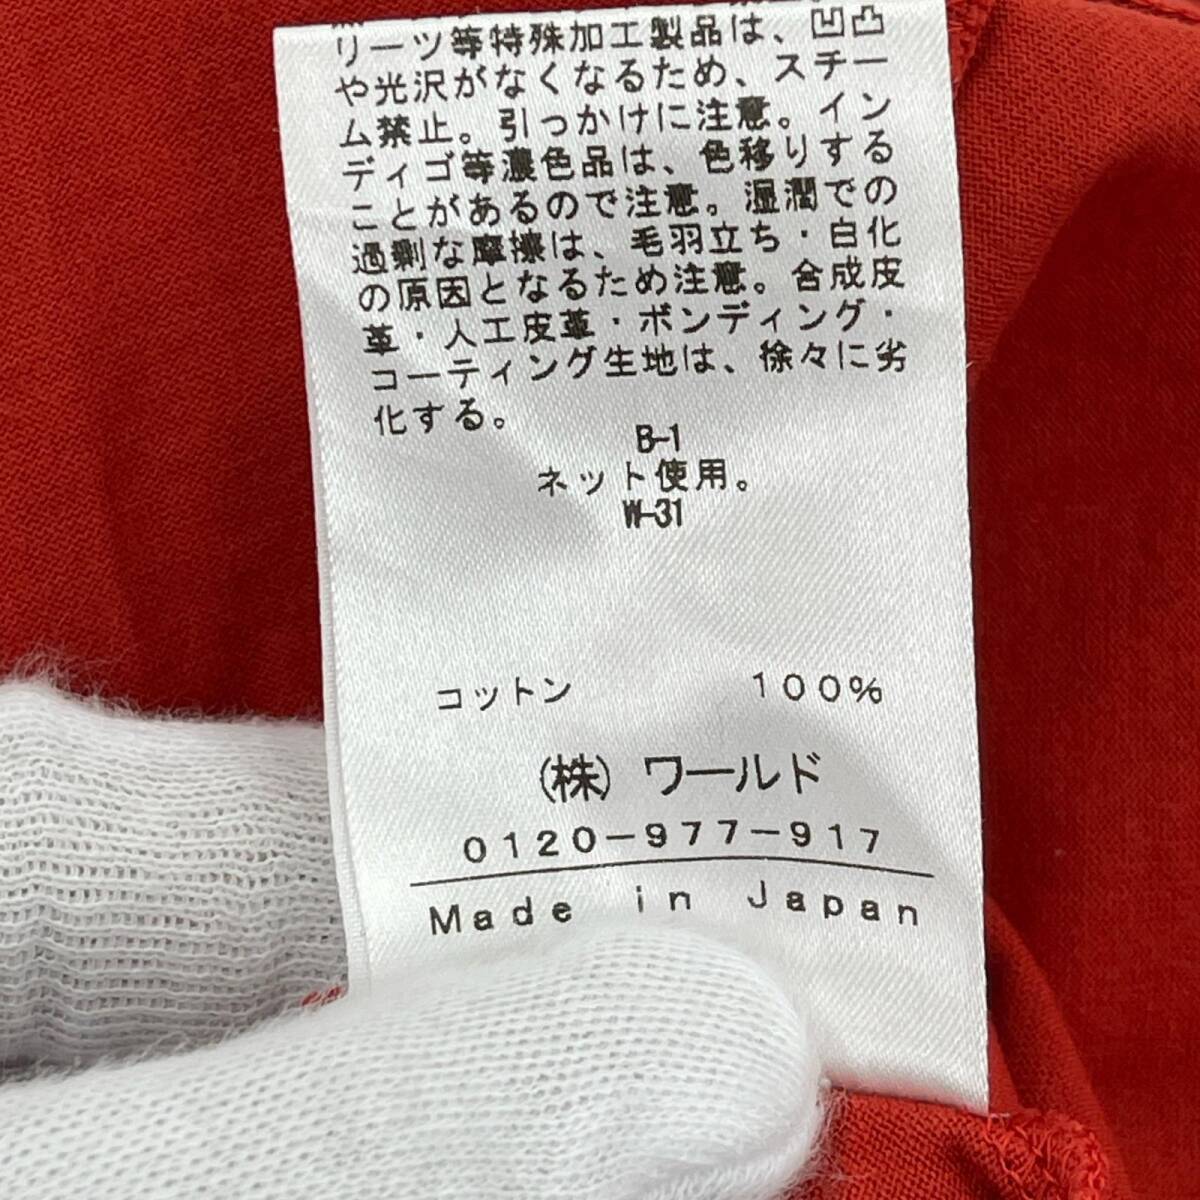 リーツ等特殊加工製品は、凹凸
や光沢がなくなるため、スチー
ム禁止。引っかけに注意。イン
ディゴ等濃色品は、色移りする
ことがあるので注意。湿潤での
過剰な摩擦は、毛羽立ち・白化
の原因となるため注意。合成皮
革・人工皮革・ボンディング・
コーティング生地は、徐々に劣
化する。
B-1
ネット使用。
W-31
コットン 100%
(株) ワールド
0120-977-917
Made in Japan